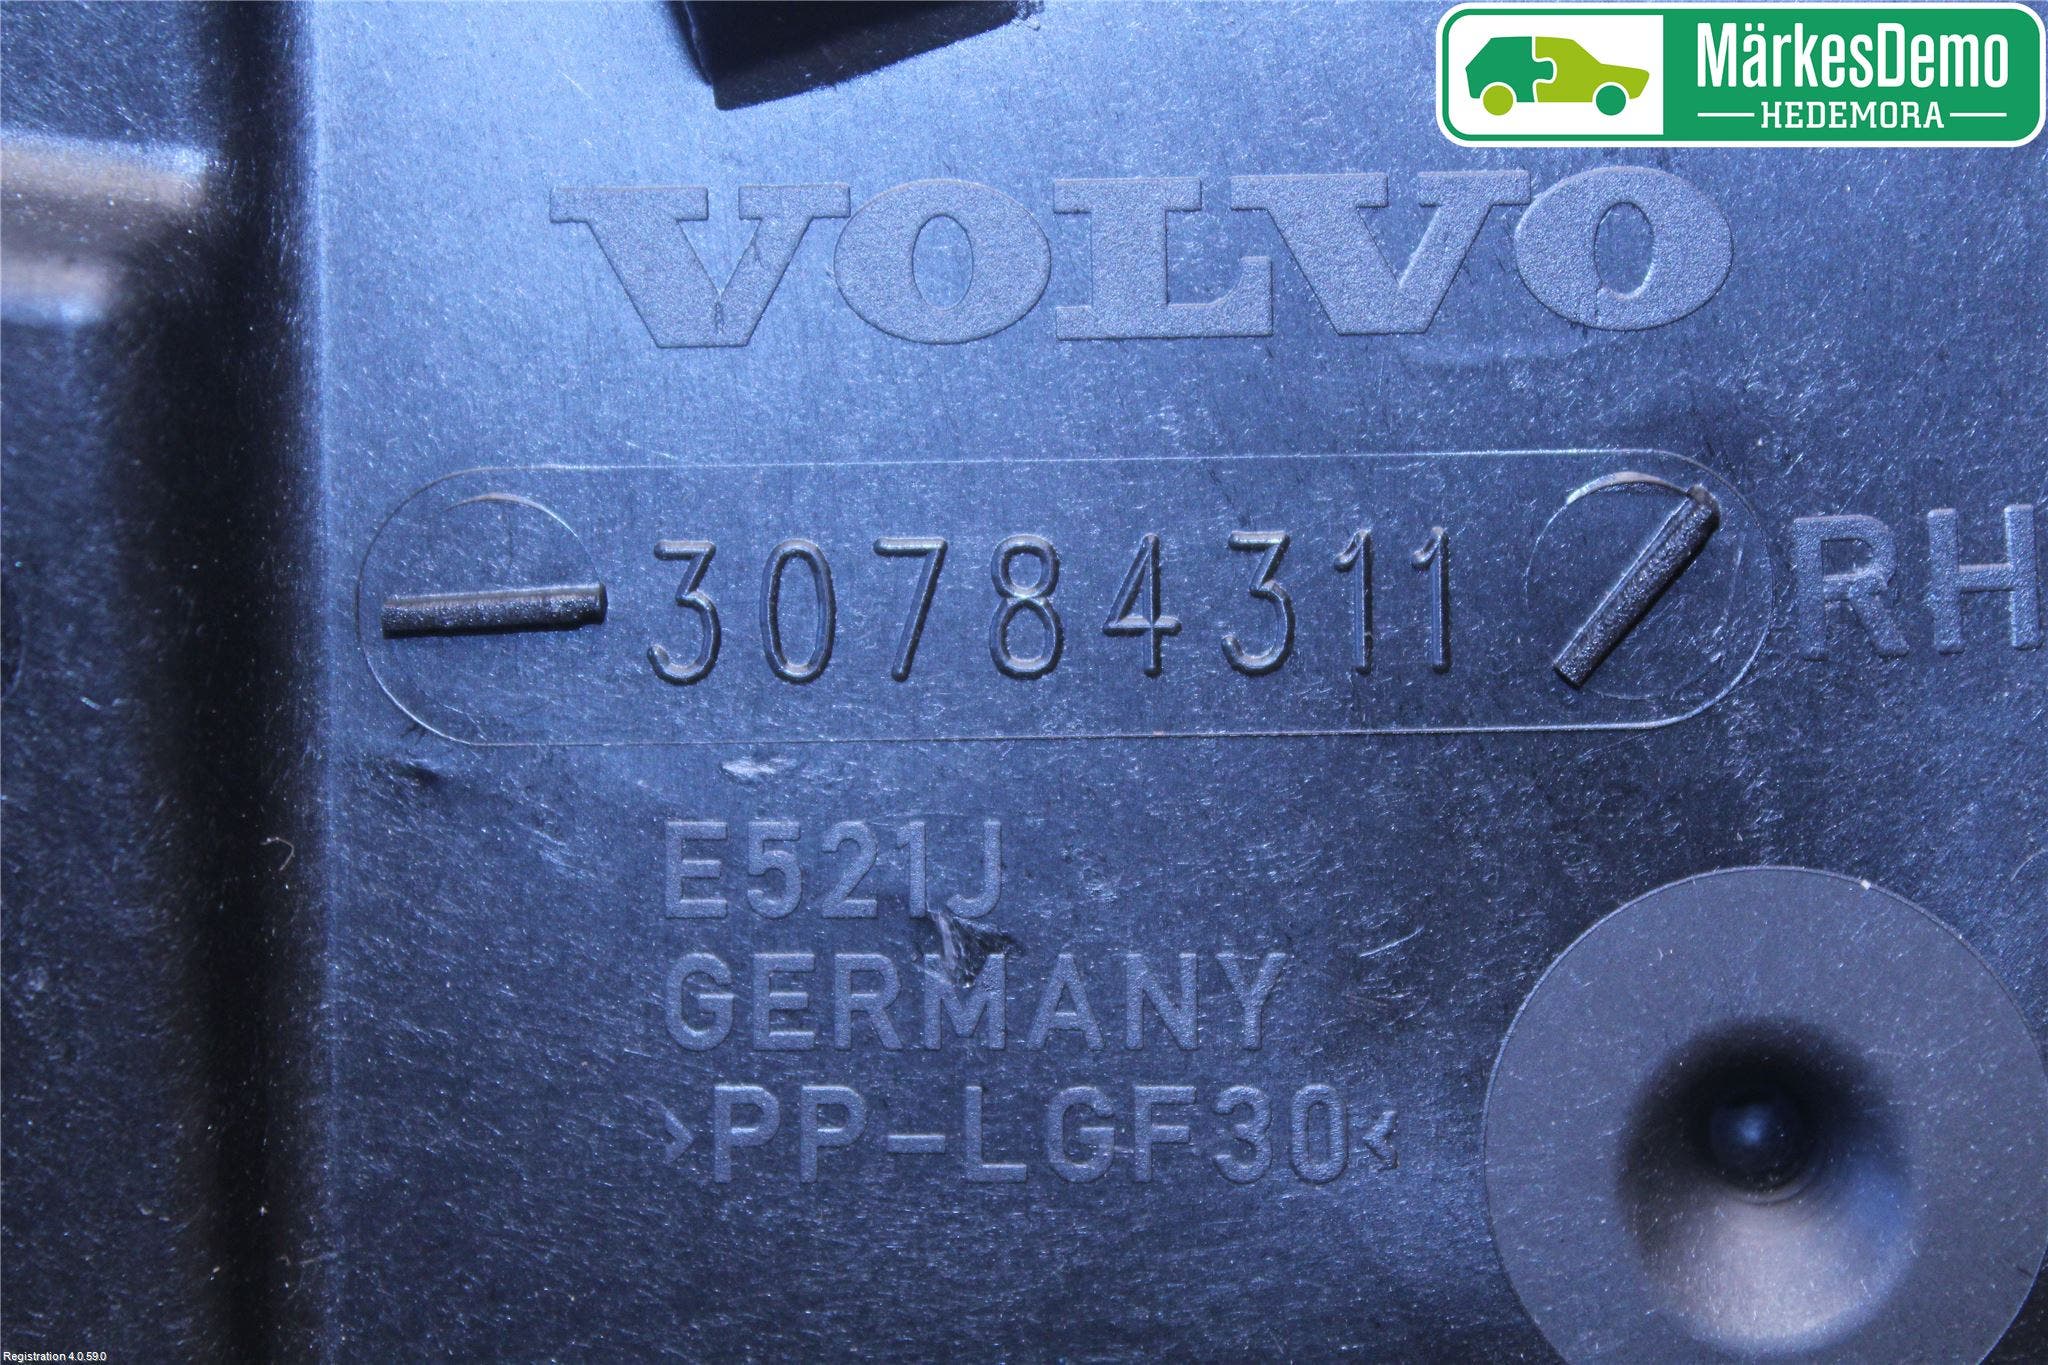 MärkesDemo
HEDEMORA
VOLVO
30784311 RH
E521J
GERMANY
>PP-LGF30<
Registration 4.0.59.0